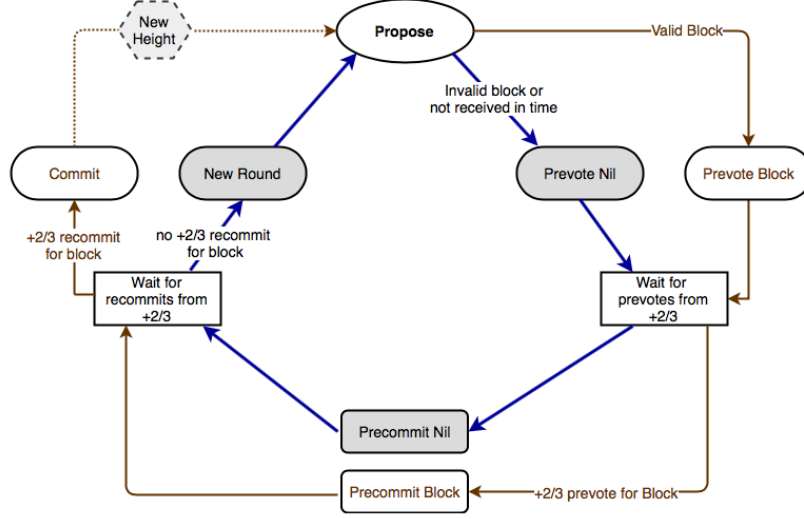 New
Height
Propose
Valid Block
Invalid block or
not received in time
Commit
New Round
Prevote Nil
Prevote Block
+2/3 recommit
for block
no +2/3 recommit
for block
Wait for
recommits from
+2/3
Wait for
prevotes from
+2/3
Precommit Nil
Precommit Block
+2/3 prevote for Block